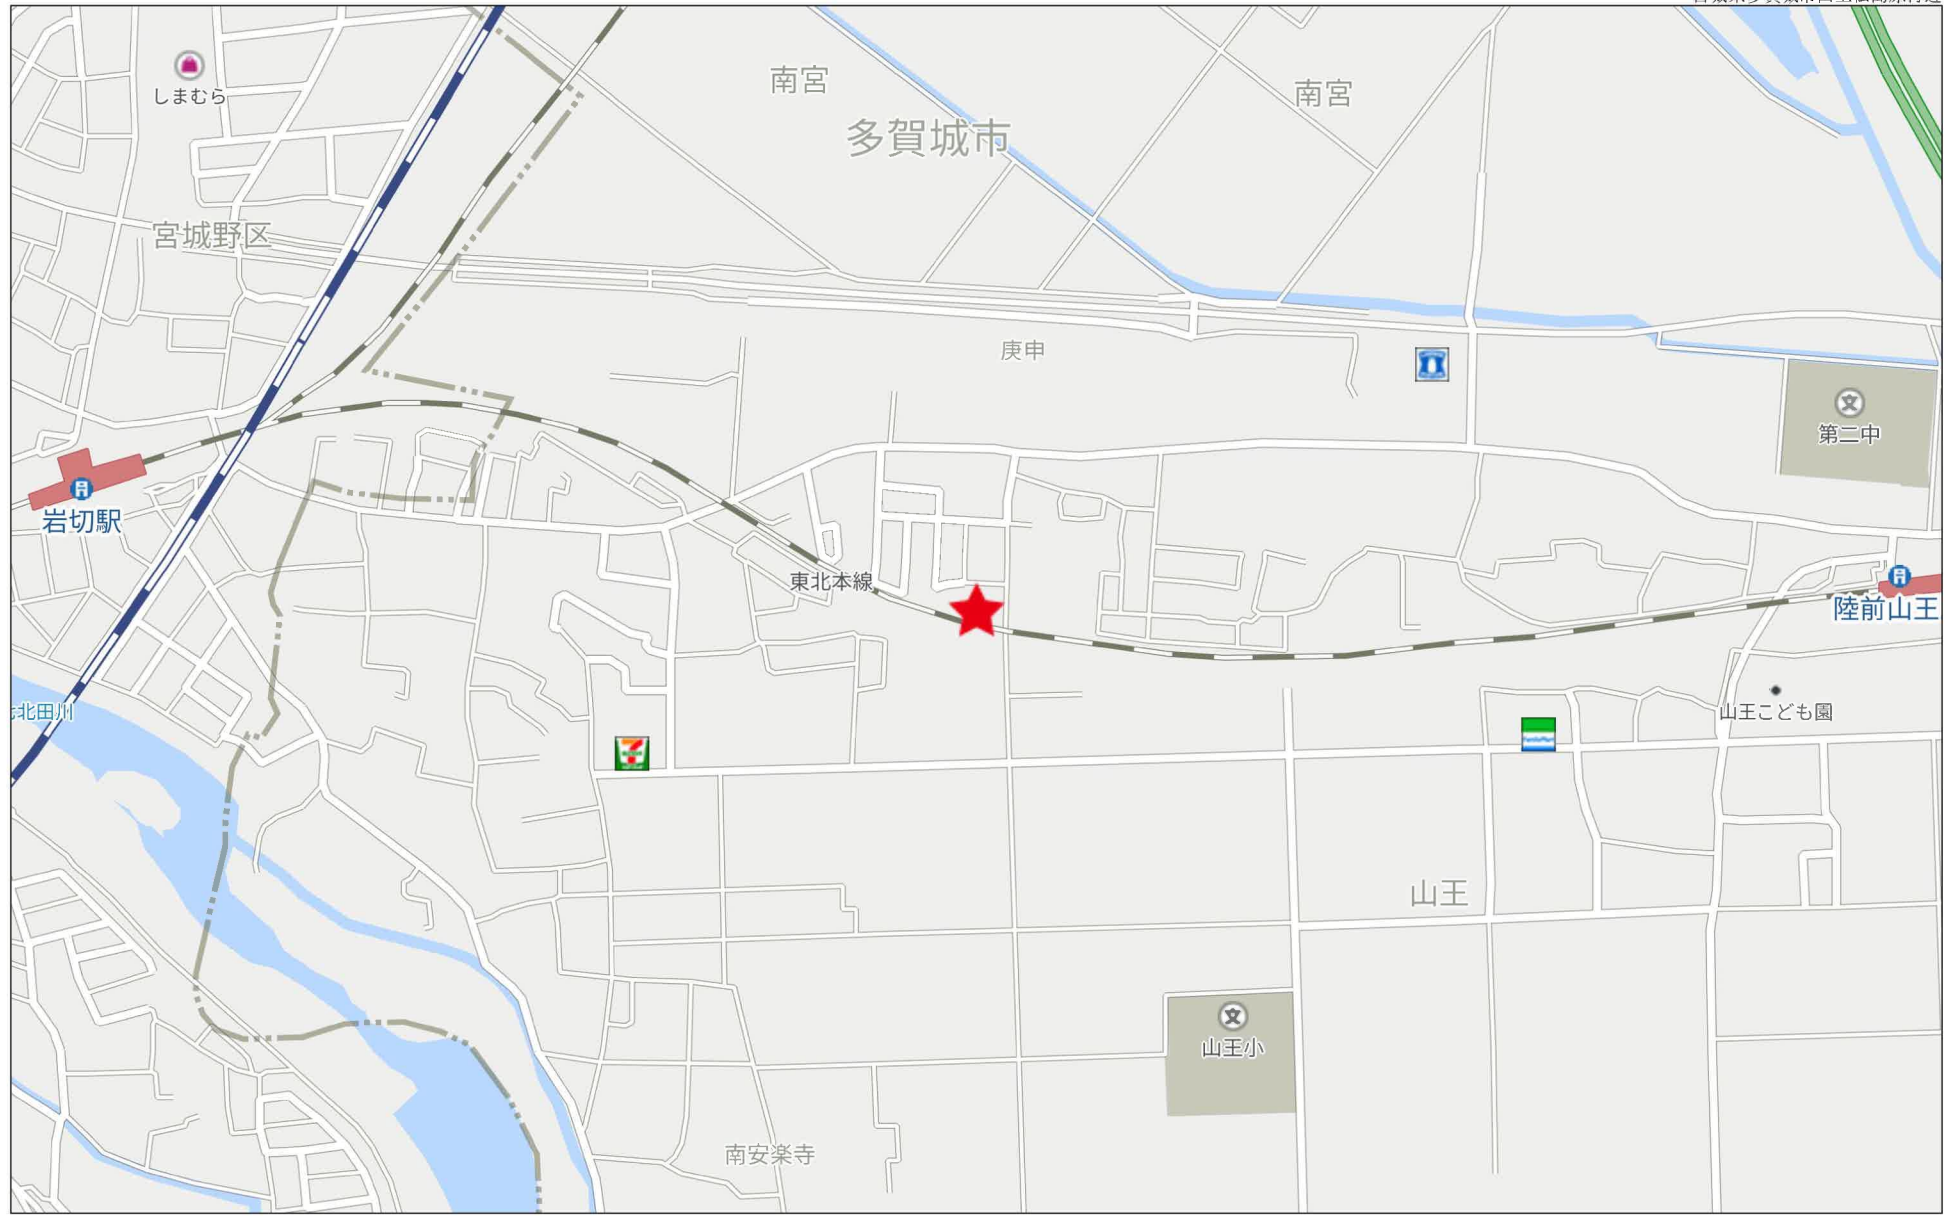 しまむら
南宮
南宮
多賀城市
宮城野区
庚申
第二中
岩切駅
東北本線
陸前山王
北田川
山王こども園
山王
山王小
南安楽寺